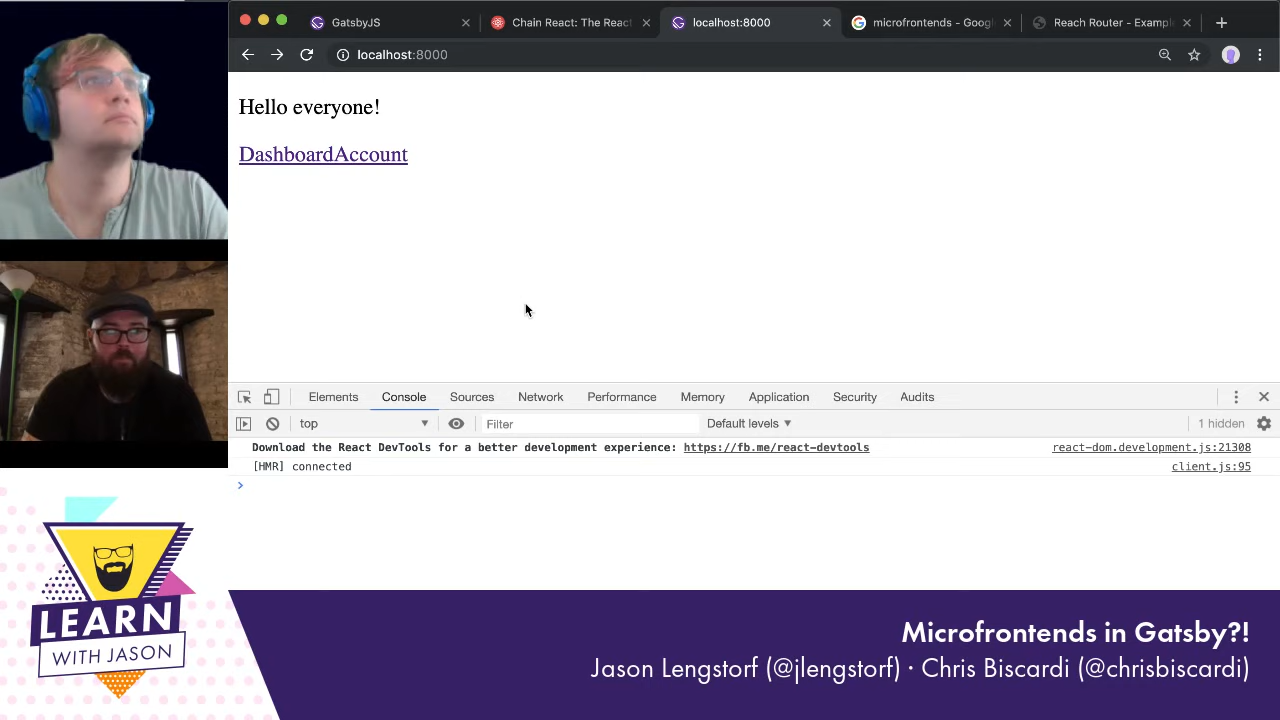 GatsbyJS
Chain React: The React
localhost:8000
microfrontends - Google
Reach Router - Example
localhost:8000
Hello everyone!
DashboardAccount
Elements Console Sources Network Performance Memory Application Security Audits
top Filter Default levels 1 hidden
Download the React DevTools for a better development experience: https://fb.me/react-devtools react-dom.development.js:21308
[HMR] connected client.js:95
LEARN
WITH JASON
Microfrontends in Gatsby?!
Jason Lengstorf (@jlengstorf) · Chris Biscardi (@chrisbiscardi)